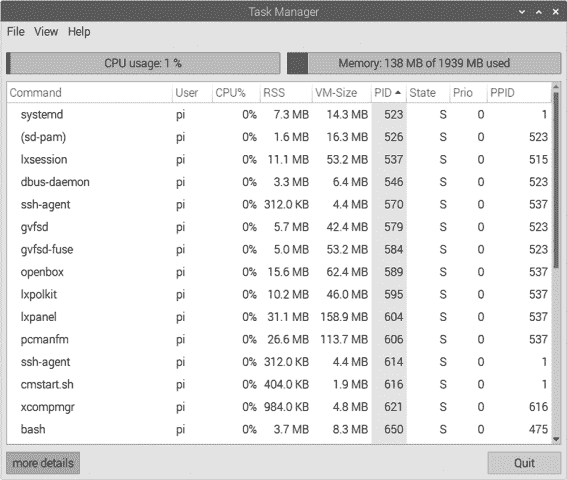 Task Manager
File View Help
CPU usage: 1 % Memory: 138 MB of 1939 MB used
Command User CPU% RSS VM-Size PID State Prio PPID
systemd pi 0% 7.3 MB 14.3 MB 523 S 0 1
(sd-pam) pi 0% 1.6 MB 16.3 MB 526 S 0 523
lxsession pi 0% 11.1 MB 53.2 MB 537 S 0 515
dbus-daemon pi 0% 3.3 MB 6.4 MB 546 S 0 523
ssh-agent pi 0% 312.0 KB 4.4 MB 570 S 0 537
gvfsd pi 0% 5.7 MB 42.4 MB 579 S 0 523
gvfsd-fuse pi 0% 5.0 MB 53.2 MB 584 S 0 523
openbox pi 0% 15.6 MB 62.4 MB 589 S 0 537
lxpolkit pi 0% 10.2 MB 46.0 MB 595 S 0 537
lxpanel pi 0% 31.1 MB 158.9 MB 604 S 0 537
pcmanfm pi 0% 26.6 MB 113.7 MB 606 S 0 537
ssh-agent pi 0% 312.0 KB 4.4 MB 614 S 0 1
cmstart.sh pi 0% 404.0 KB 1.9 MB 616 S 0 1
xcompmgr pi 0% 984.0 KB 4.8 MB 621 S 0 616
bash pi 0% 3.7 MB 8.3 MB 650 S 0 475
more details Quit